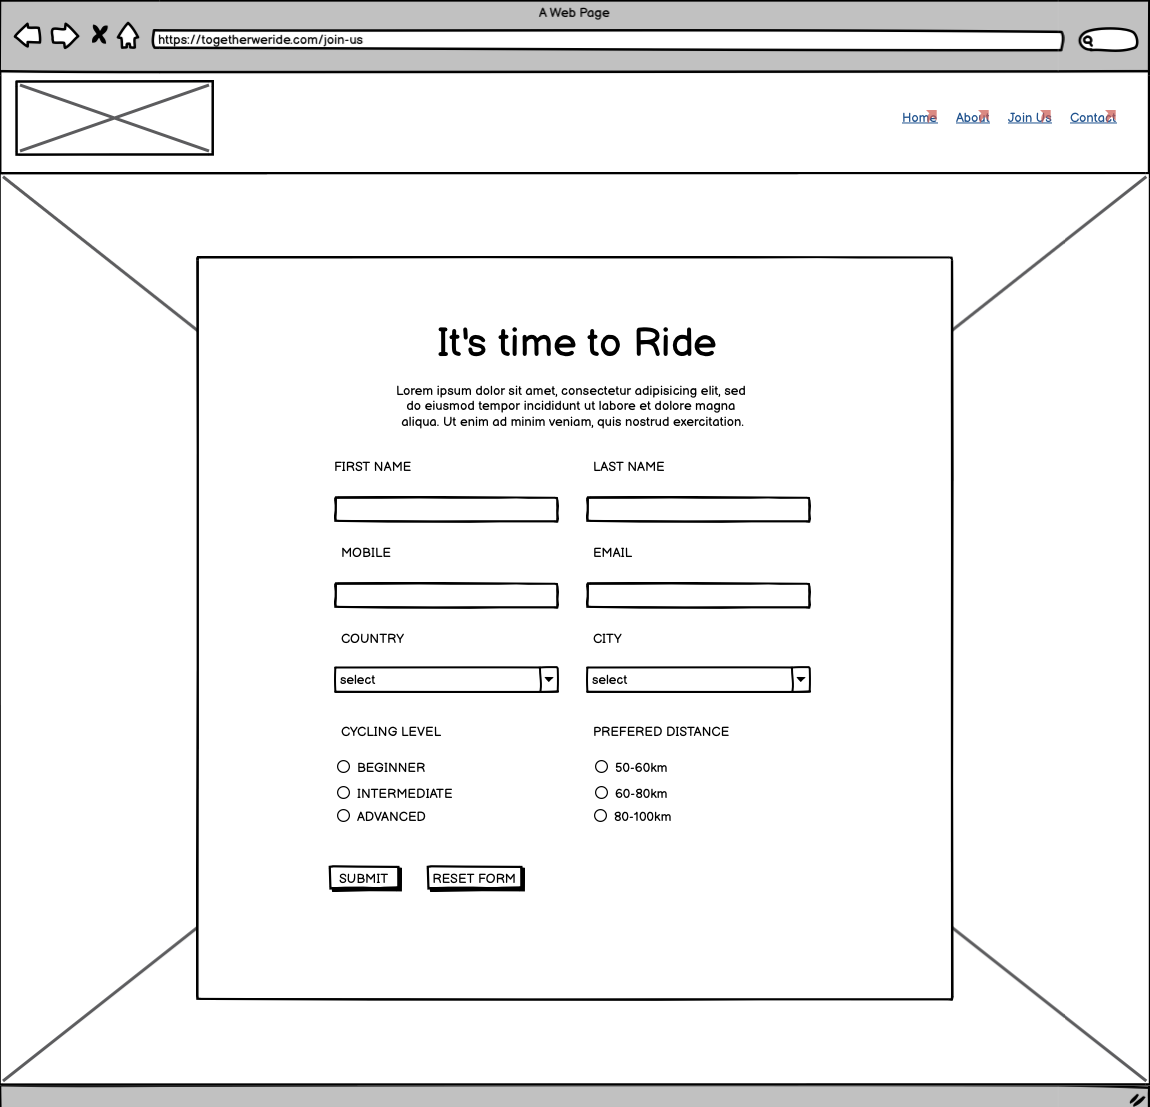 A Web Page
https://togetherweride.com/join-us
Home About Join Us Contact
It's time to Ride
Lorem ipsum dolor sit amet, consectetur adipisicing elit, sed
do eiusmod tempor incididunt ut labore et dolore magna
aliqua. Ut enim ad minim veniam, quis nostrud exercitation.
FIRST NAME LAST NAME
MOBILE EMAIL
COUNTRY CITY
select select
CYCLING LEVEL PREFERED DISTANCE
BEGINNER 50-60km
INTERMEDIATE 60-80km
ADVANCED 80-100km
SUBMIT RESET FORM